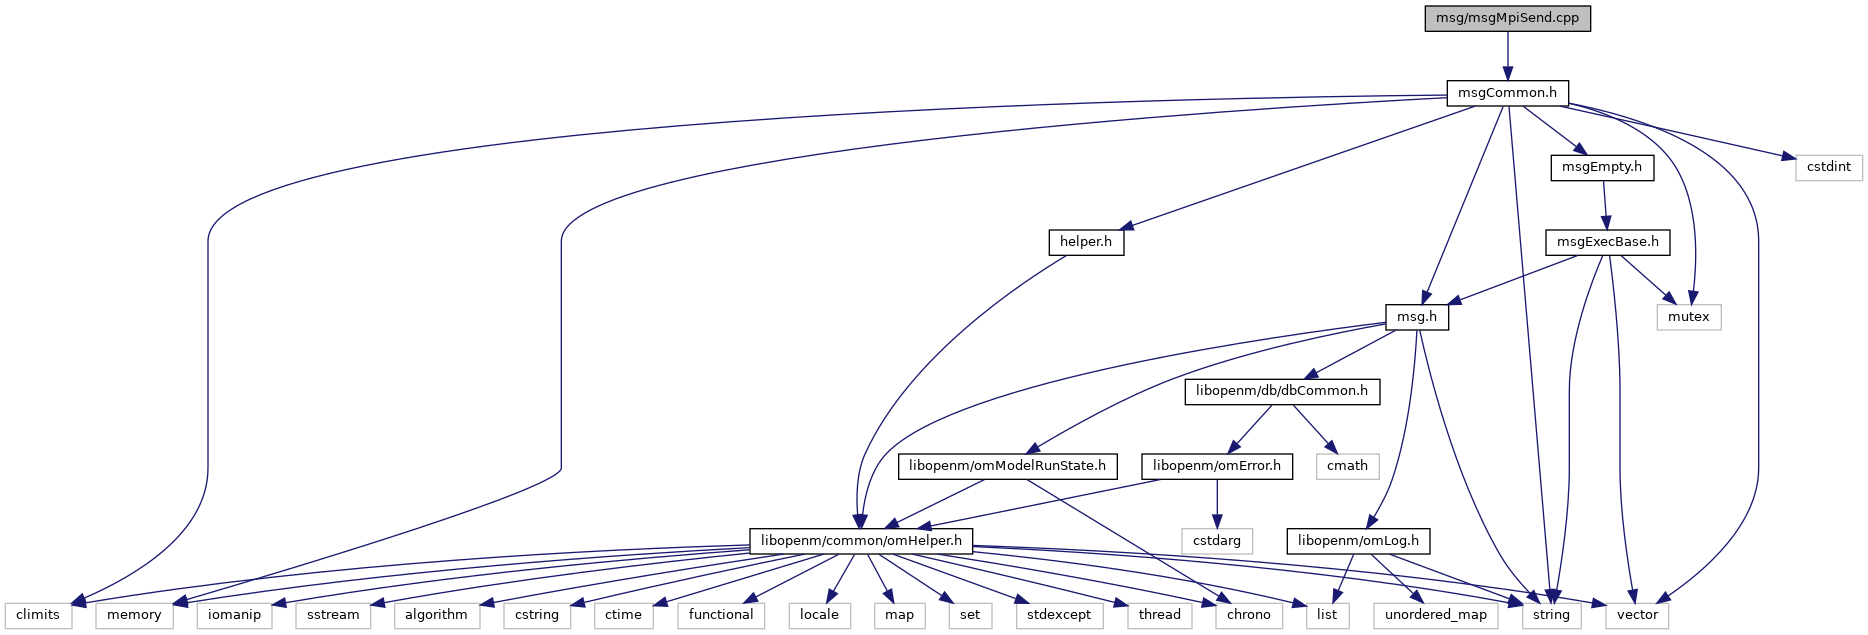 msg/msgMpiSend.cpp
msgCommon.h
msgEmpty.h
cstdint
helper.h
msgExecBase.h
msg.h
mutex
libopenm/db/dbCommon.h
libopenm/omModelRunState.h
libopenm/omError.h
cmath
libopenm/common/omHelper.h
cstdarg
libopenm/omLog.h
climits
memory
iomanip
sstream
algorithm
cstring
ctime
functional
locale
map
set
stdexcept
thread
chrono
list
unordered_map
string
vector